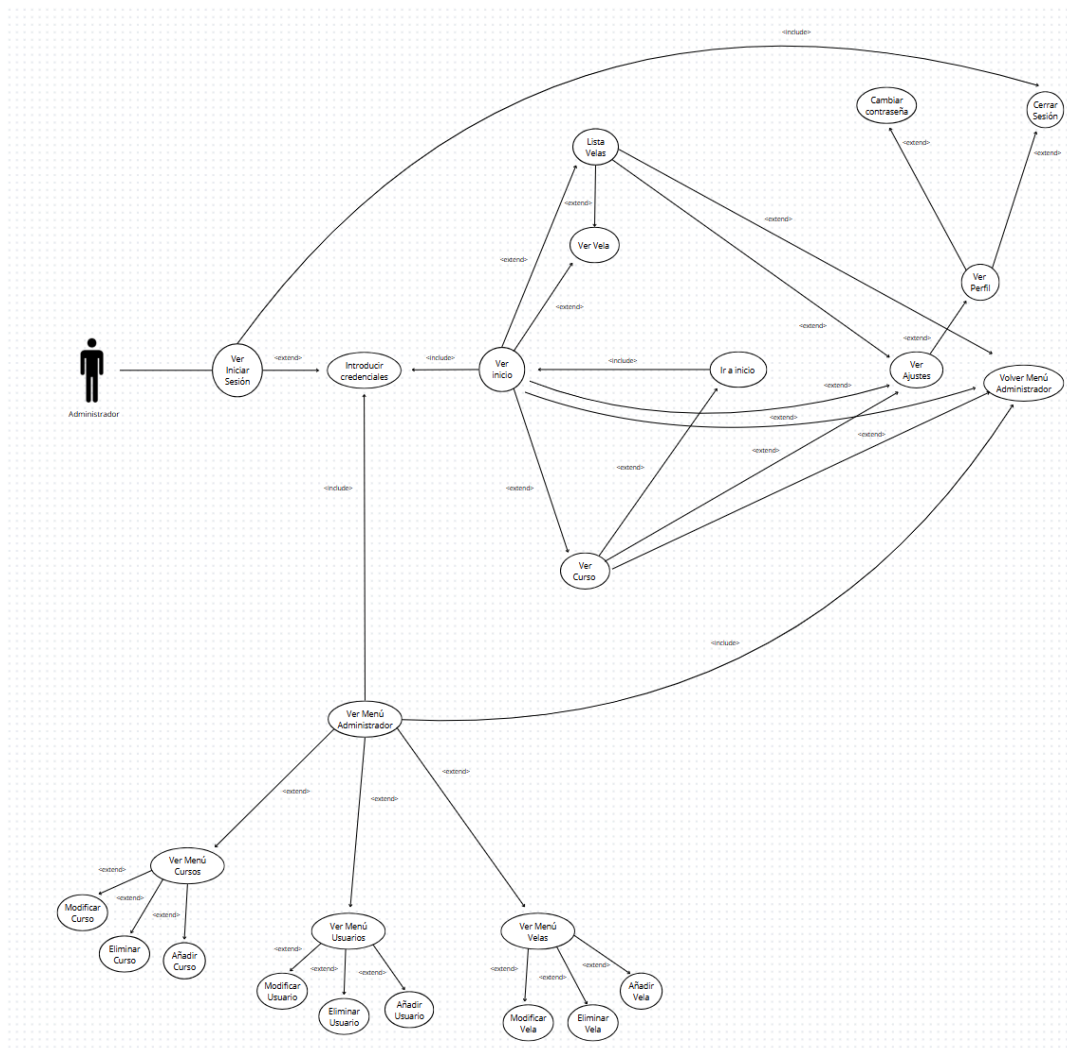 <include>
Cambiar
contraseña
Cerrar
Sesión
<extend>
<extend>
Lista
Velas
<extend>
<extend>
Ver Vela
<extend>
<extend>
Ver
Perfil
<extend>
<extend>
<extend>
Administrador
Ver
Iniciar
Sesión
<extend>
Introducir
credenciales
<include>
Ver
inicio
<include>
Ir a inicio
<extend>
Ver
Ajustes
Volver Menú
Administrador
<extend>
<extend>
<extend>
<extend>
<extend>
<include>
Ver
Curso
<include>
Ver Menú
Administrador
<extend>
<extend>
<extend>
Ver Menú
Cursos
<extend>
<extend>
<extend>
Modificar
Curso
Eliminar
Curso
Añadir
Curso
Ver Menú
Usuarios
<extend>
<extend>
<extend>
Modificar
Usuario
Eliminar
Usuario
Añadir
Usuario
Ver Menú
Velas
<extend>
<extend>
<extend>
Modificar
Vela
Eliminar
Vela
Añadir
Vela